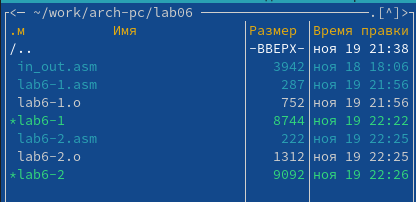 <— ~/work/arch-pc/lab06 —.[^]>
.м Имя Размер Время правки
/.. -ВВЕРХ- ноя 19 21:38
in_out.asm 3942 ноя 18 18:06
lab6-1.asm 287 ноя 19 21:56
lab6-1.o 752 ноя 19 21:56
*lab6-1 8744 ноя 19 22:22
lab6-2.asm 222 ноя 19 22:25
lab6-2.o 1312 ноя 19 22:25
*lab6-2 9092 ноя 19 22:26